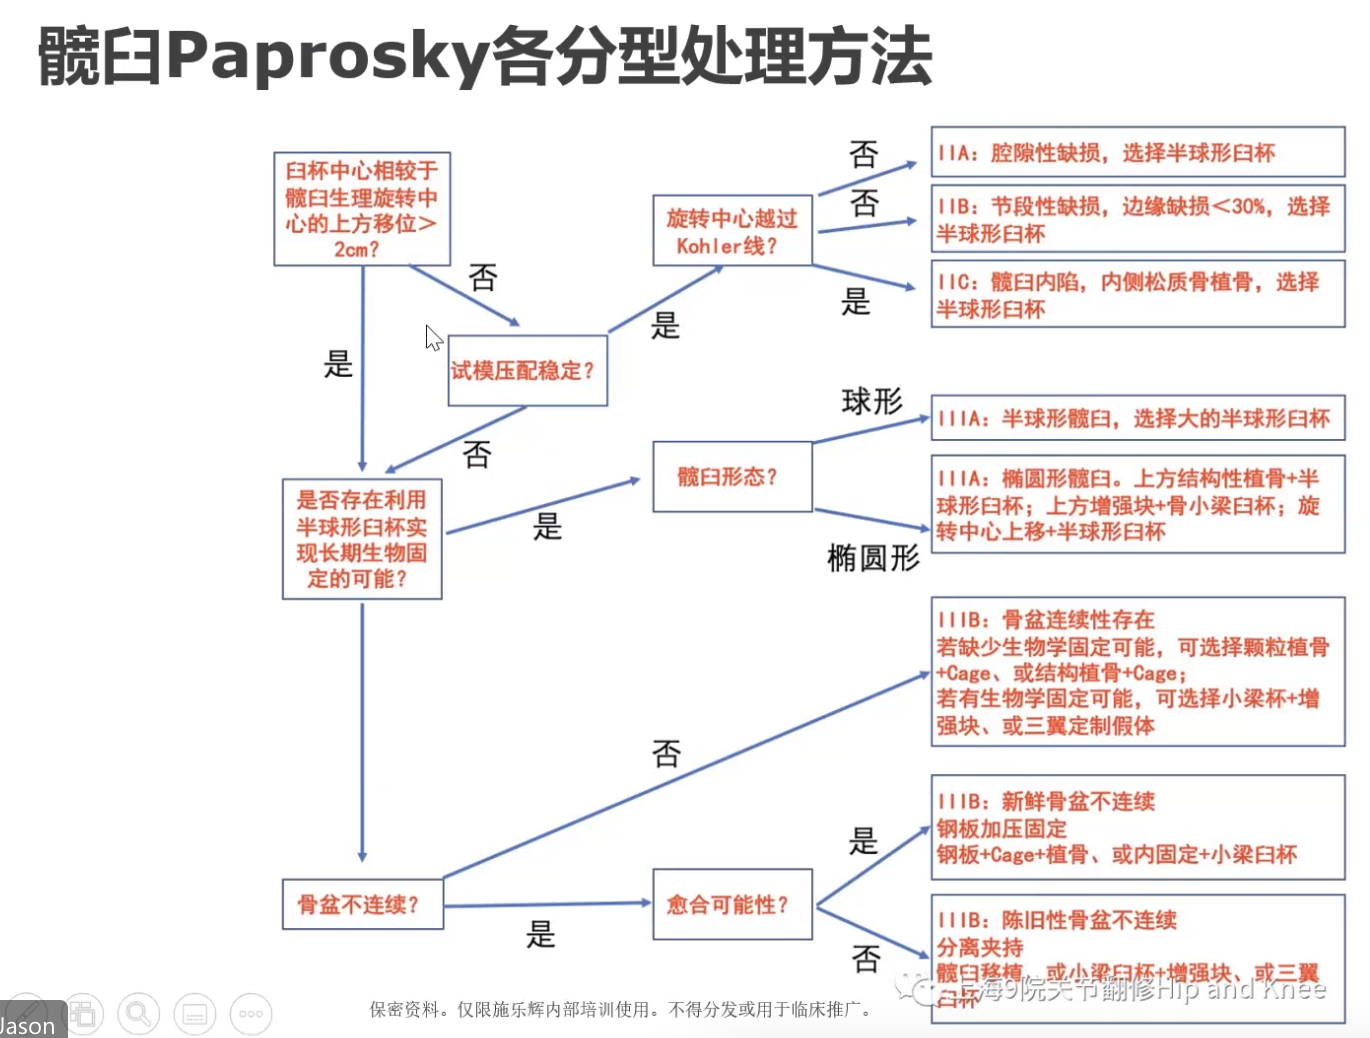 髋臼Paprosky各分型处理方法
臼杯中心相较于
髋臼生理旋转中
心的上方移位＞
2cm？
否
是
试模压配稳定？
是
否
旋转中心越过
Kohler线？
否
否
是
IIA：腔隙性缺损，选择半球形臼杯
IIB：节段性缺损，边缘缺损＜30%，选择
半球形臼杯
IIC：髋臼内陷，内侧松质骨植骨，选择
半球形臼杯
是否存在利用
半球形臼杯实
现长期生物固
定的可能？
是
髋臼形态？
球形
椭圆形
IIIA：半球形髋臼，选择大的半球形臼杯
IIIA：椭圆形髋臼。上方结构性植骨+半
球形臼杯；上方增强块+骨小梁臼杯；旋
转中心上移+半球形臼杯
骨盆不连续？
否
是
IIIB：骨盆连续性存在
若缺少生物学固定可能，可选择颗粒植骨
+Cage、或结构植骨+Cage；
若有生物学固定可能，可选择小梁杯+增
强块、或三翼定制假体
愈合可能性？
是
否
IIIB：新鲜骨盆不连续
钢板加压固定
钢板+Cage+植骨、或内固定+小梁臼杯
IIIB：陈旧性骨盆不连续
分离夹持
髋臼移植、或小梁臼杯+增强块、或三翼
臼杯
上海9院关节翻修Hip and Knee
保密资料。仅限施乐辉内部培训使用。不得分发或用于临床推广。
Jason